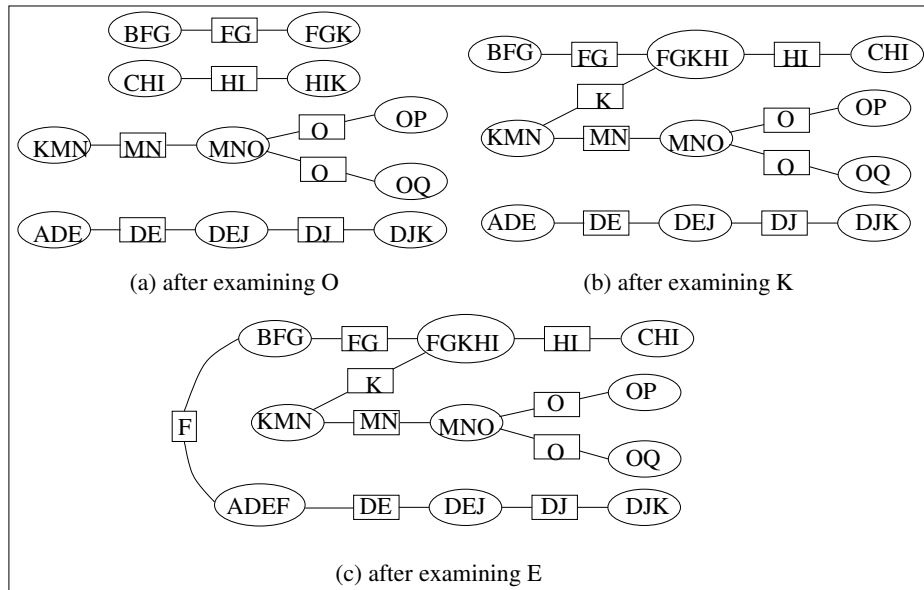 BFG FG FGK
CHI HI HIK
KMN MN MNO O OP
O OQ
ADE DE DEJ DJ DJK
(a) after examining O
BFG FG FGKHI HI CHI
K
KMN MN MNO O OP
O OQ
ADE DE DEJ DJ DJK
(b) after examining K
BFG FG FGKHI HI CHI
K
F KMN MN MNO O OP
O OQ
ADEF DE DEJ DJ DJK
(c) after examining E